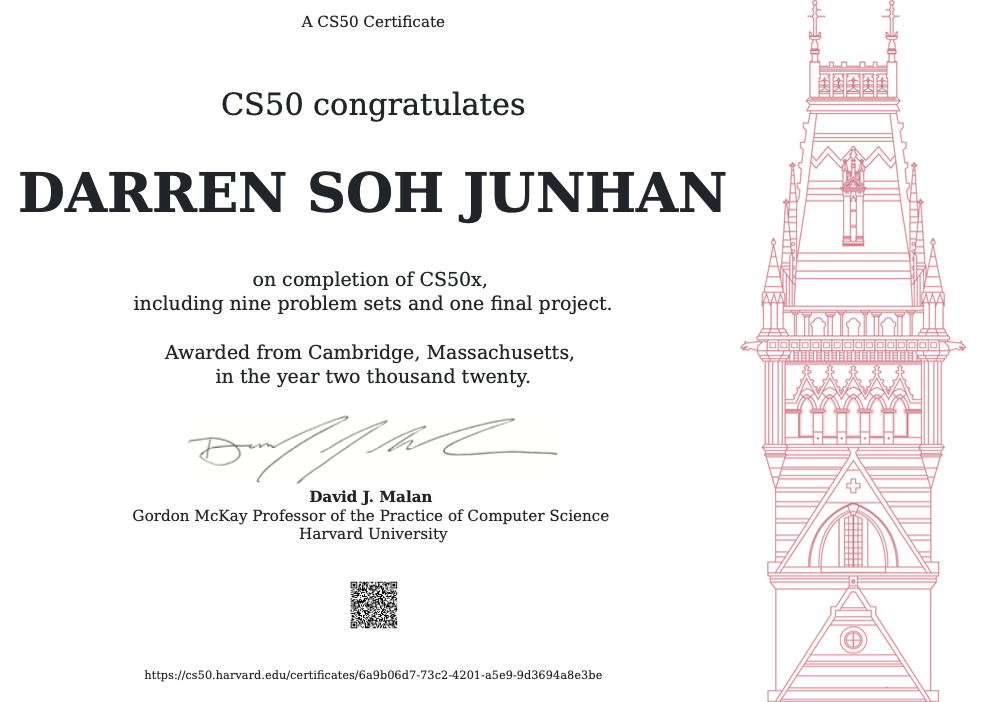 A CS50 Certificate
CS50 congratulates
DARREN SOH JUNHAN
on completion of CS50x,
including nine problem sets and one final project.
Awarded from Cambridge, Massachusetts,
in the year two thousand twenty.
David J. Malan
Gordon McKay Professor of the Practice of Computer Science
Harvard University
https://cs50.harvard.edu/certificates/6a9b06d7-73c2-4201-a5e9-9d3694a8e3be